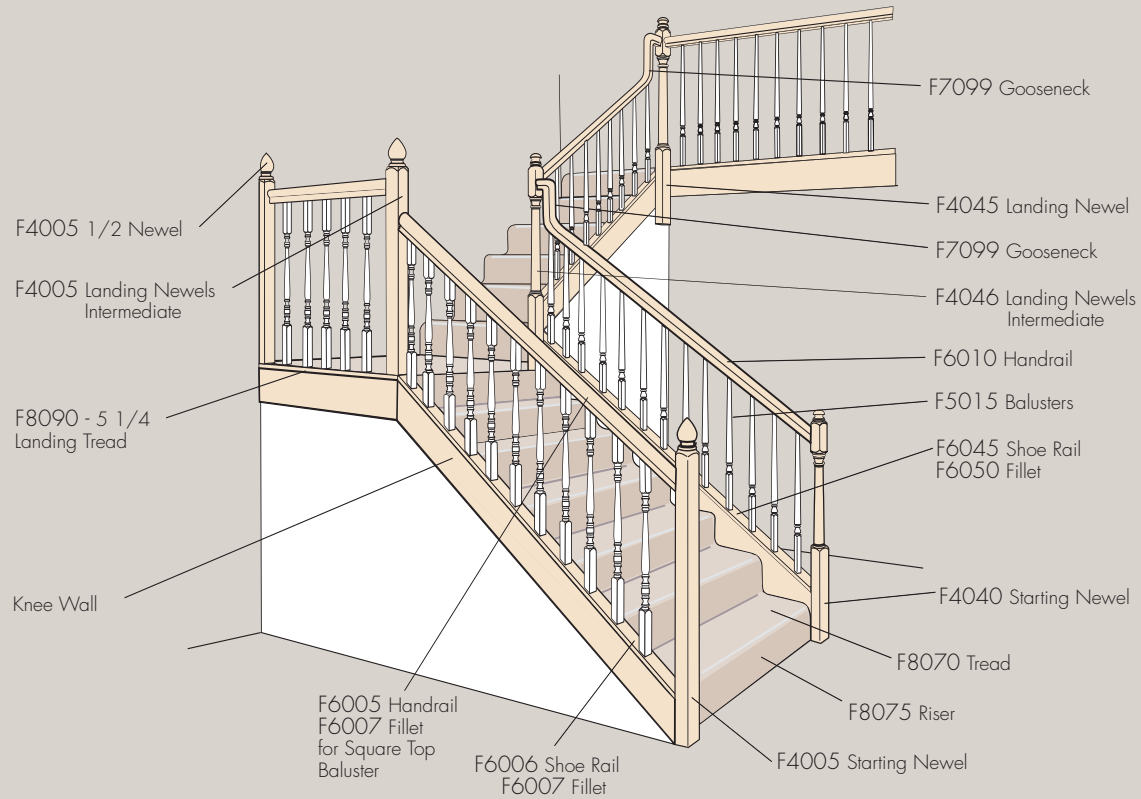 F7099 Gooseneck
F4005 1/2 Newel
F4045 Landing Newel
F7099 Gooseneck
F4005 Landing Newels
Intermediate
F4046 Landing Newels
Intermediate
F6010 Handrail
F8090 - 5 1/4
Landing Tread
F5015 Balusters
F6045 Shoe Rail
F6050 Fillet
Knee Wall
F4040 Starting Newel
F8070 Tread
F6005 Handrail
F6007 Fillet
for Square Top
Baluster
F8075 Riser
F6006 Shoe Rail
F6007 Fillet
F4005 Starting Newel